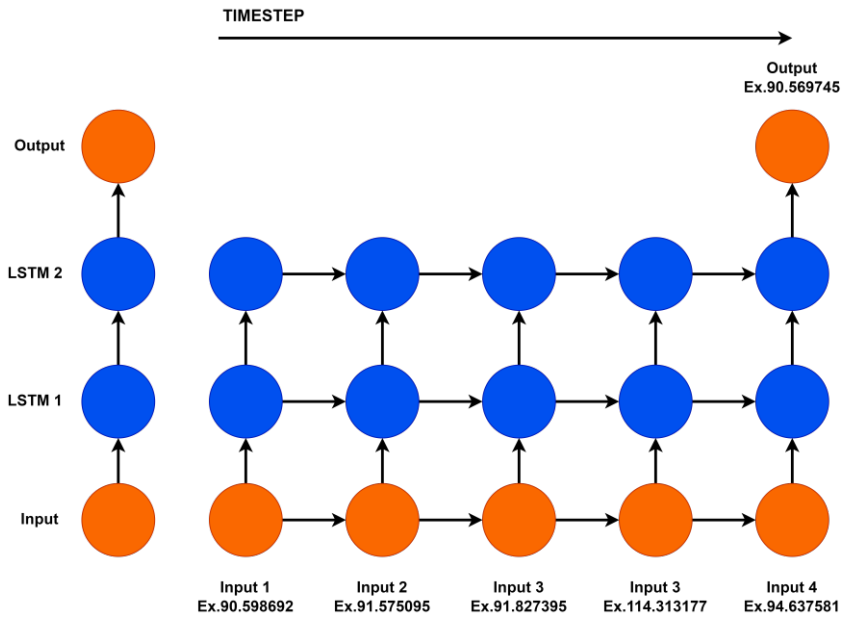 TIMESTEP
Output
Ex.90.569745
Output
LSTM 2
LSTM 1
Input
Input 1
Ex.90.598692
Input 2
Ex.91.575095
Input 3
Ex.91.827395
Input 3
Ex.114.313177
Input 4
Ex.94.637581